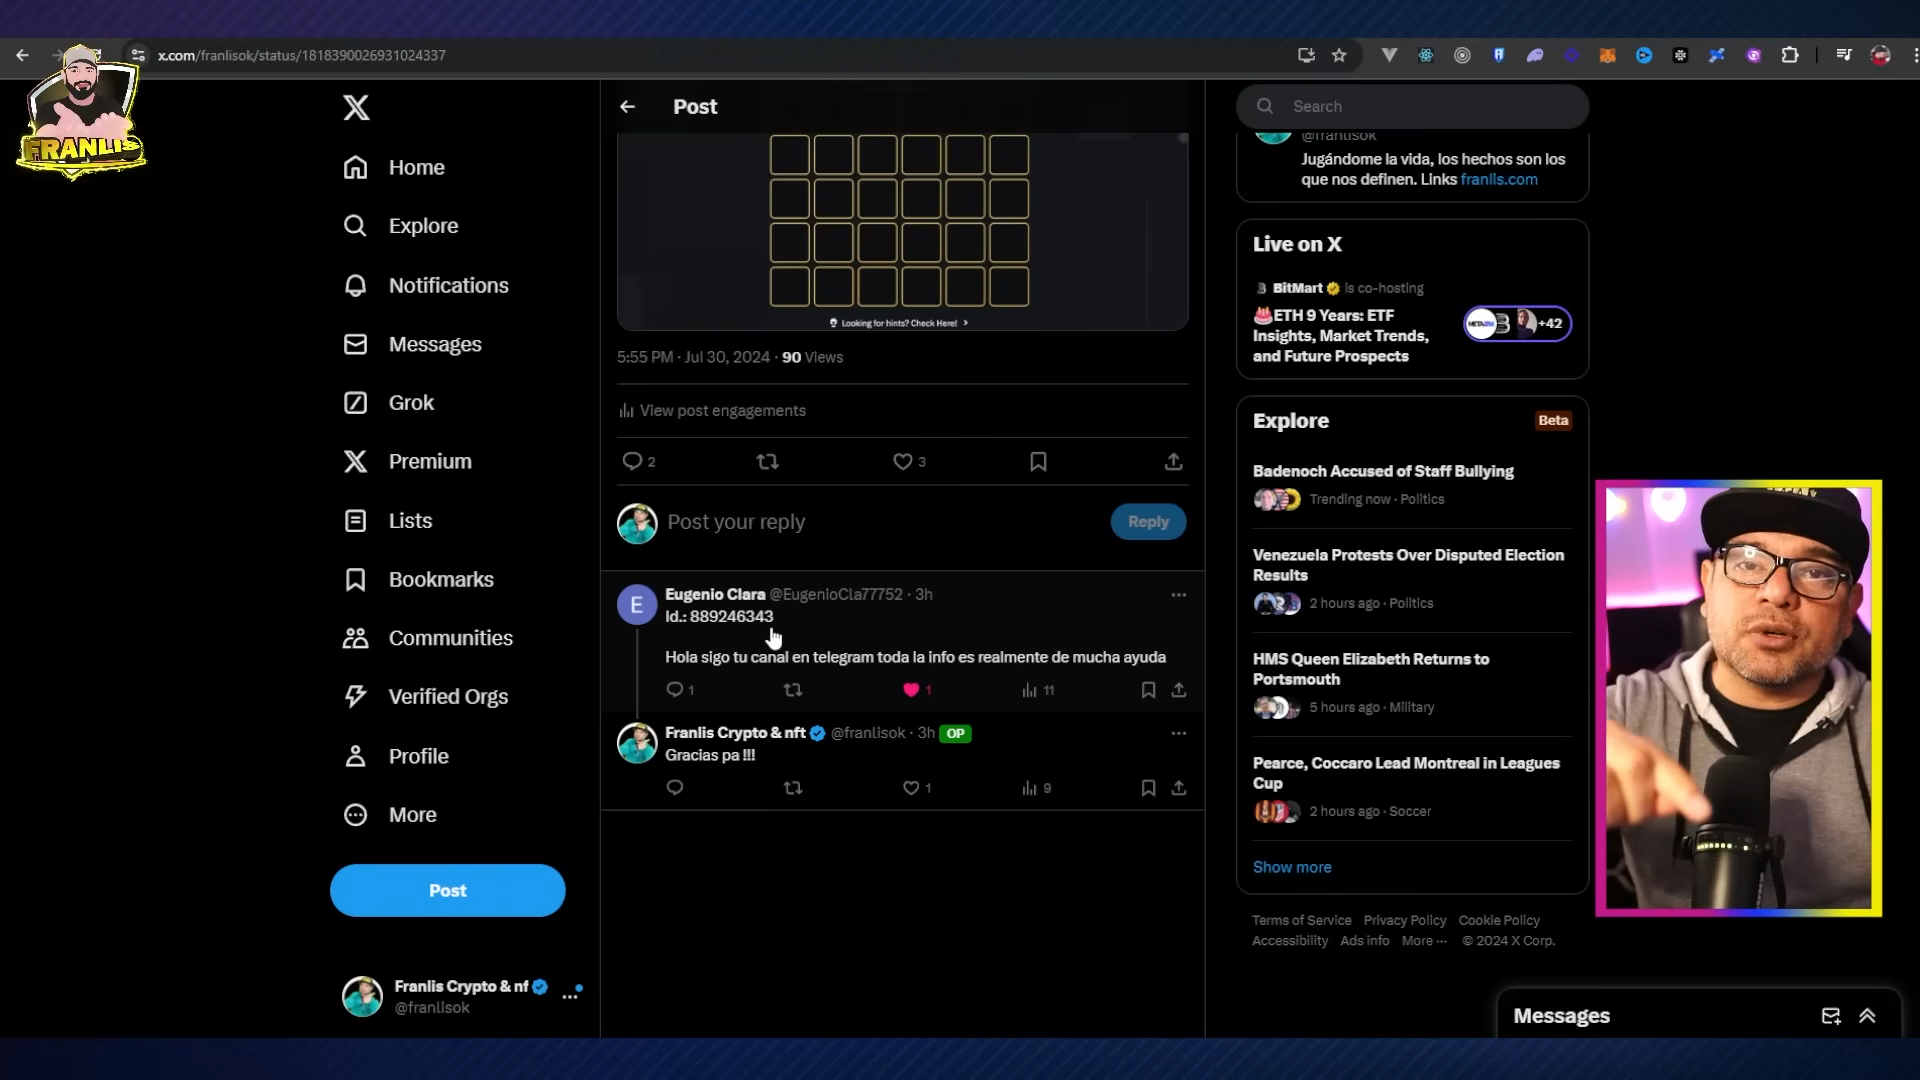 x.com/franlisok/status/1818390026931024337
FRANLIS
Home
Explore
Notifications
Messages
Grok
Premium
Lists
Bookmarks
Communities
Verified Orgs
Profile
More
Post
Franlis Crypto & nf
@franlisok
Post
Looking for hints? Check Here! >
5:55 PM · Jul 30, 2024 · 90 Views
View post engagements
2
3
Post your reply
Reply
E
Eugenio Clara @EugenioCla77752 · 3h
Id.: 889246343
Hola sigo tu canal en telegram toda la info es realmente de mucha ayuda
1
1
11
Franlis Crypto & nft @franlisok · 3h OP
Gracias pa !!!
1
9
Search
@franlisok
Jugándome la vida, los hechos son los
que nos definen. Links franlls.com
Live on X
BitMart is co-hosting
ETH 9 Years: ETF
Insights, Market Trends,
and Future Prospects
+42
Explore
Beta
Badenoch Accused of Staff Bullying
Trending now · Politics
Venezuela Protests Over Disputed Election
Results
2 hours ago · Politics
HMS Queen Elizabeth Returns to
Portsmouth
5 hours ago · Military
Pearce, Coccaro Lead Montreal in Leagues
Cup
2 hours ago · Soccer
Show more
Terms of Service Privacy Policy Cookie Policy
Accessibility Ads info More ··· © 2024 X Corp.
Messages